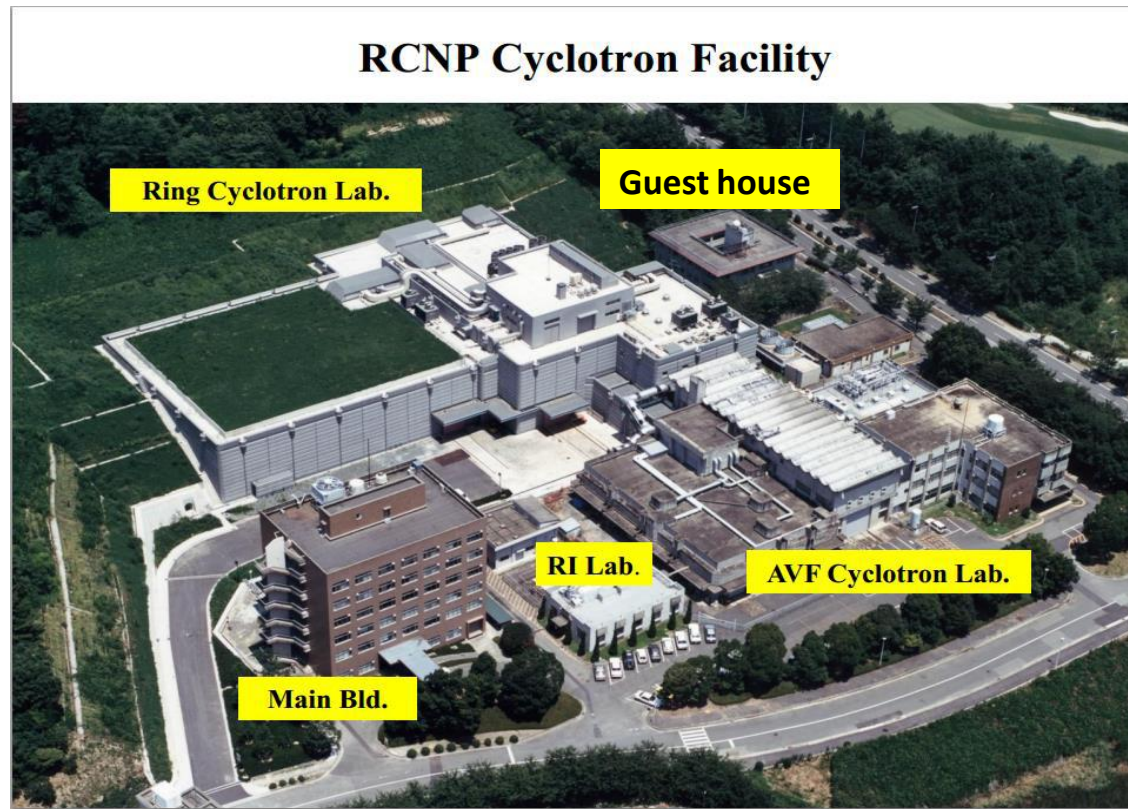 RCNP Cyclotron Facility
Ring Cyclotron Lab.
Guest house
RI Lab.
AVF Cyclotron Lab.
Main Bld.